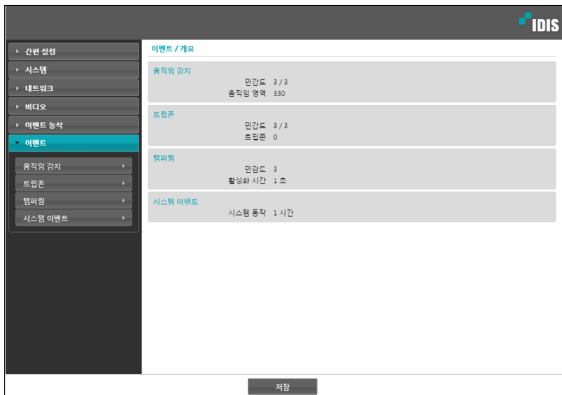 IDIS
간편 설정
시스템
네트워크
비디오
이벤트 동작
이벤트
움직임 감지
트립존
탬퍼링
시스템 이벤트
이벤트 / 개요
움직임 감지
민감도 3 / 3
움직임 영역 330
트립존
민감도 3 / 3
트립존 0
탬퍼링
민감도 3
활성화 시간 1 초
시스템 이벤트
시스템 동작 1 시간
저장